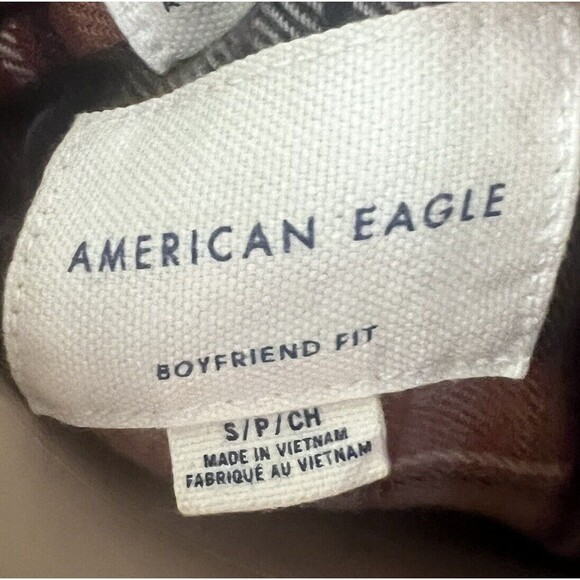 AMERICAN EAGLE
BOYFRIEND FIT
S/P/CH
MADE IN VIETNAM
FABRIQUÉ AU VIETNAM